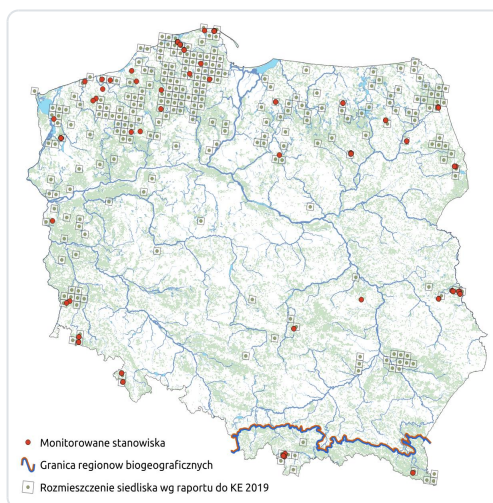 Monitorowane stanowiska
Granica regionow biogeograficznych
Rozmieszczenie siedliska wg raportu do KE 2019